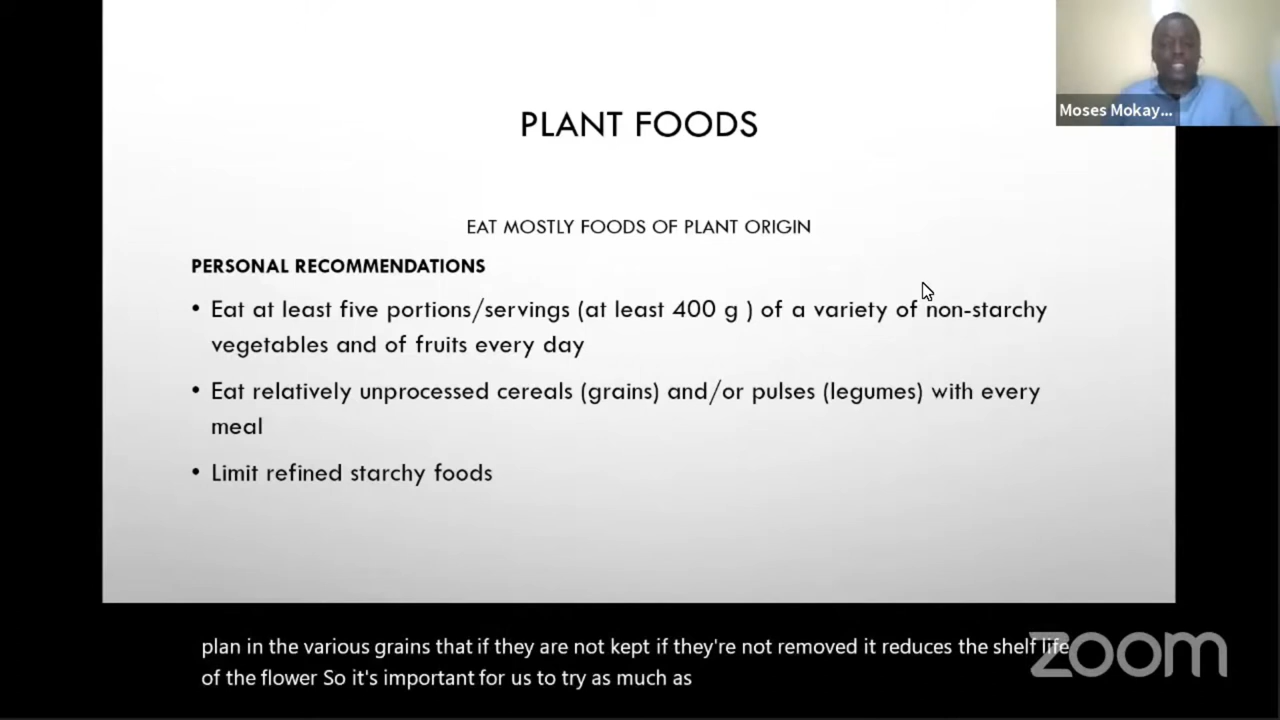 PLANT FOODS
Moses Mokay...
EAT MOSTLY FOODS OF PLANT ORIGIN
PERSONAL RECOMMENDATIONS
• Eat at least five portions/servings (at least 400 g ) of a variety of non-starchy
vegetables and of fruits every day
• Eat relatively unprocessed cereals (grains) and/or pulses (legumes) with every
meal
• Limit refined starchy foods
plan in the various grains that if they are not kept if they're not removed it reduces the shelf life
of the flower So it's important for us to try as much as
zoom